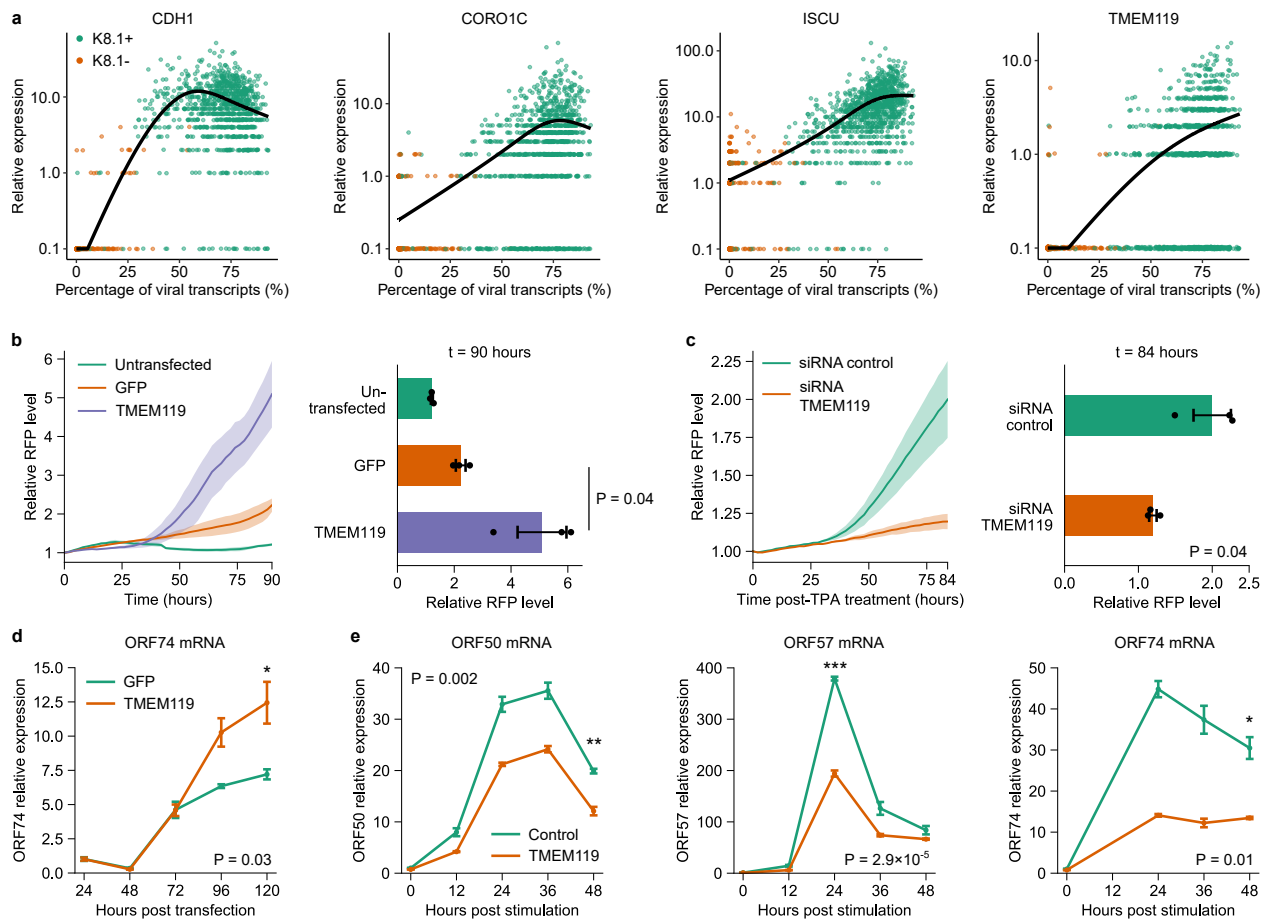 a
CDH1
K8.1+
K8.1-
Relative expression
10.0
1.0
0.1
0
25
50
75
Percentage of viral transcripts (%)
CORO1C
Relative expression
10.0
1.0
0.1
0
25
50
75
Percentage of viral transcripts (%)
ISCU
Relative expression
100.0
10.0
1.0
0.1
0
25
50
75
Percentage of viral transcripts (%)
TMEM119
Relative expression
10.0
1.0
0.1
0
25
50
75
Percentage of viral transcripts (%)
b
Untransfected
GFP
TMEM119
Relative RFP level
6
5
4
3
2
1
0
25
50
75
90
Time (hours)
t = 90 hours
Un-
transfected
GFP
TMEM119
P = 0.04
0
2
4
6
Relative RFP level
c
siRNA control
siRNA
TMEM119
Relative RFP level
2.25
2.00
1.75
1.50
1.25
1.00
0
25
50
75
84
Time post-TPA treatment (hours)
t = 84 hours
siRNA
control
siRNA
TMEM119
P = 0.04
0.0
1.0
2.0
2.5
Relative RFP level
d
ORF74 mRNA
GFP
TMEM119
*
P = 0.03
ORF74 relative expression
15.0
12.5
10.0
7.5
5.0
2.5
0.0
24
48
72
96
120
Hours post transfection
e
ORF50 mRNA
P = 0.002
**
Control
TMEM119
ORF50 relative expression
50
40
30
20
10
0
0
12
24
36
48
Hours post stimulation
ORF57 mRNA
***
P = 2.9×10-5
ORF57 relative expression
400
300
200
100
0
0
12
24
36
48
Hours post stimulation
ORF74 mRNA
*
P = 0.01
ORF74 relative expression
50
40
30
20
10
0
0
12
24
36
48
Hours post stimulation